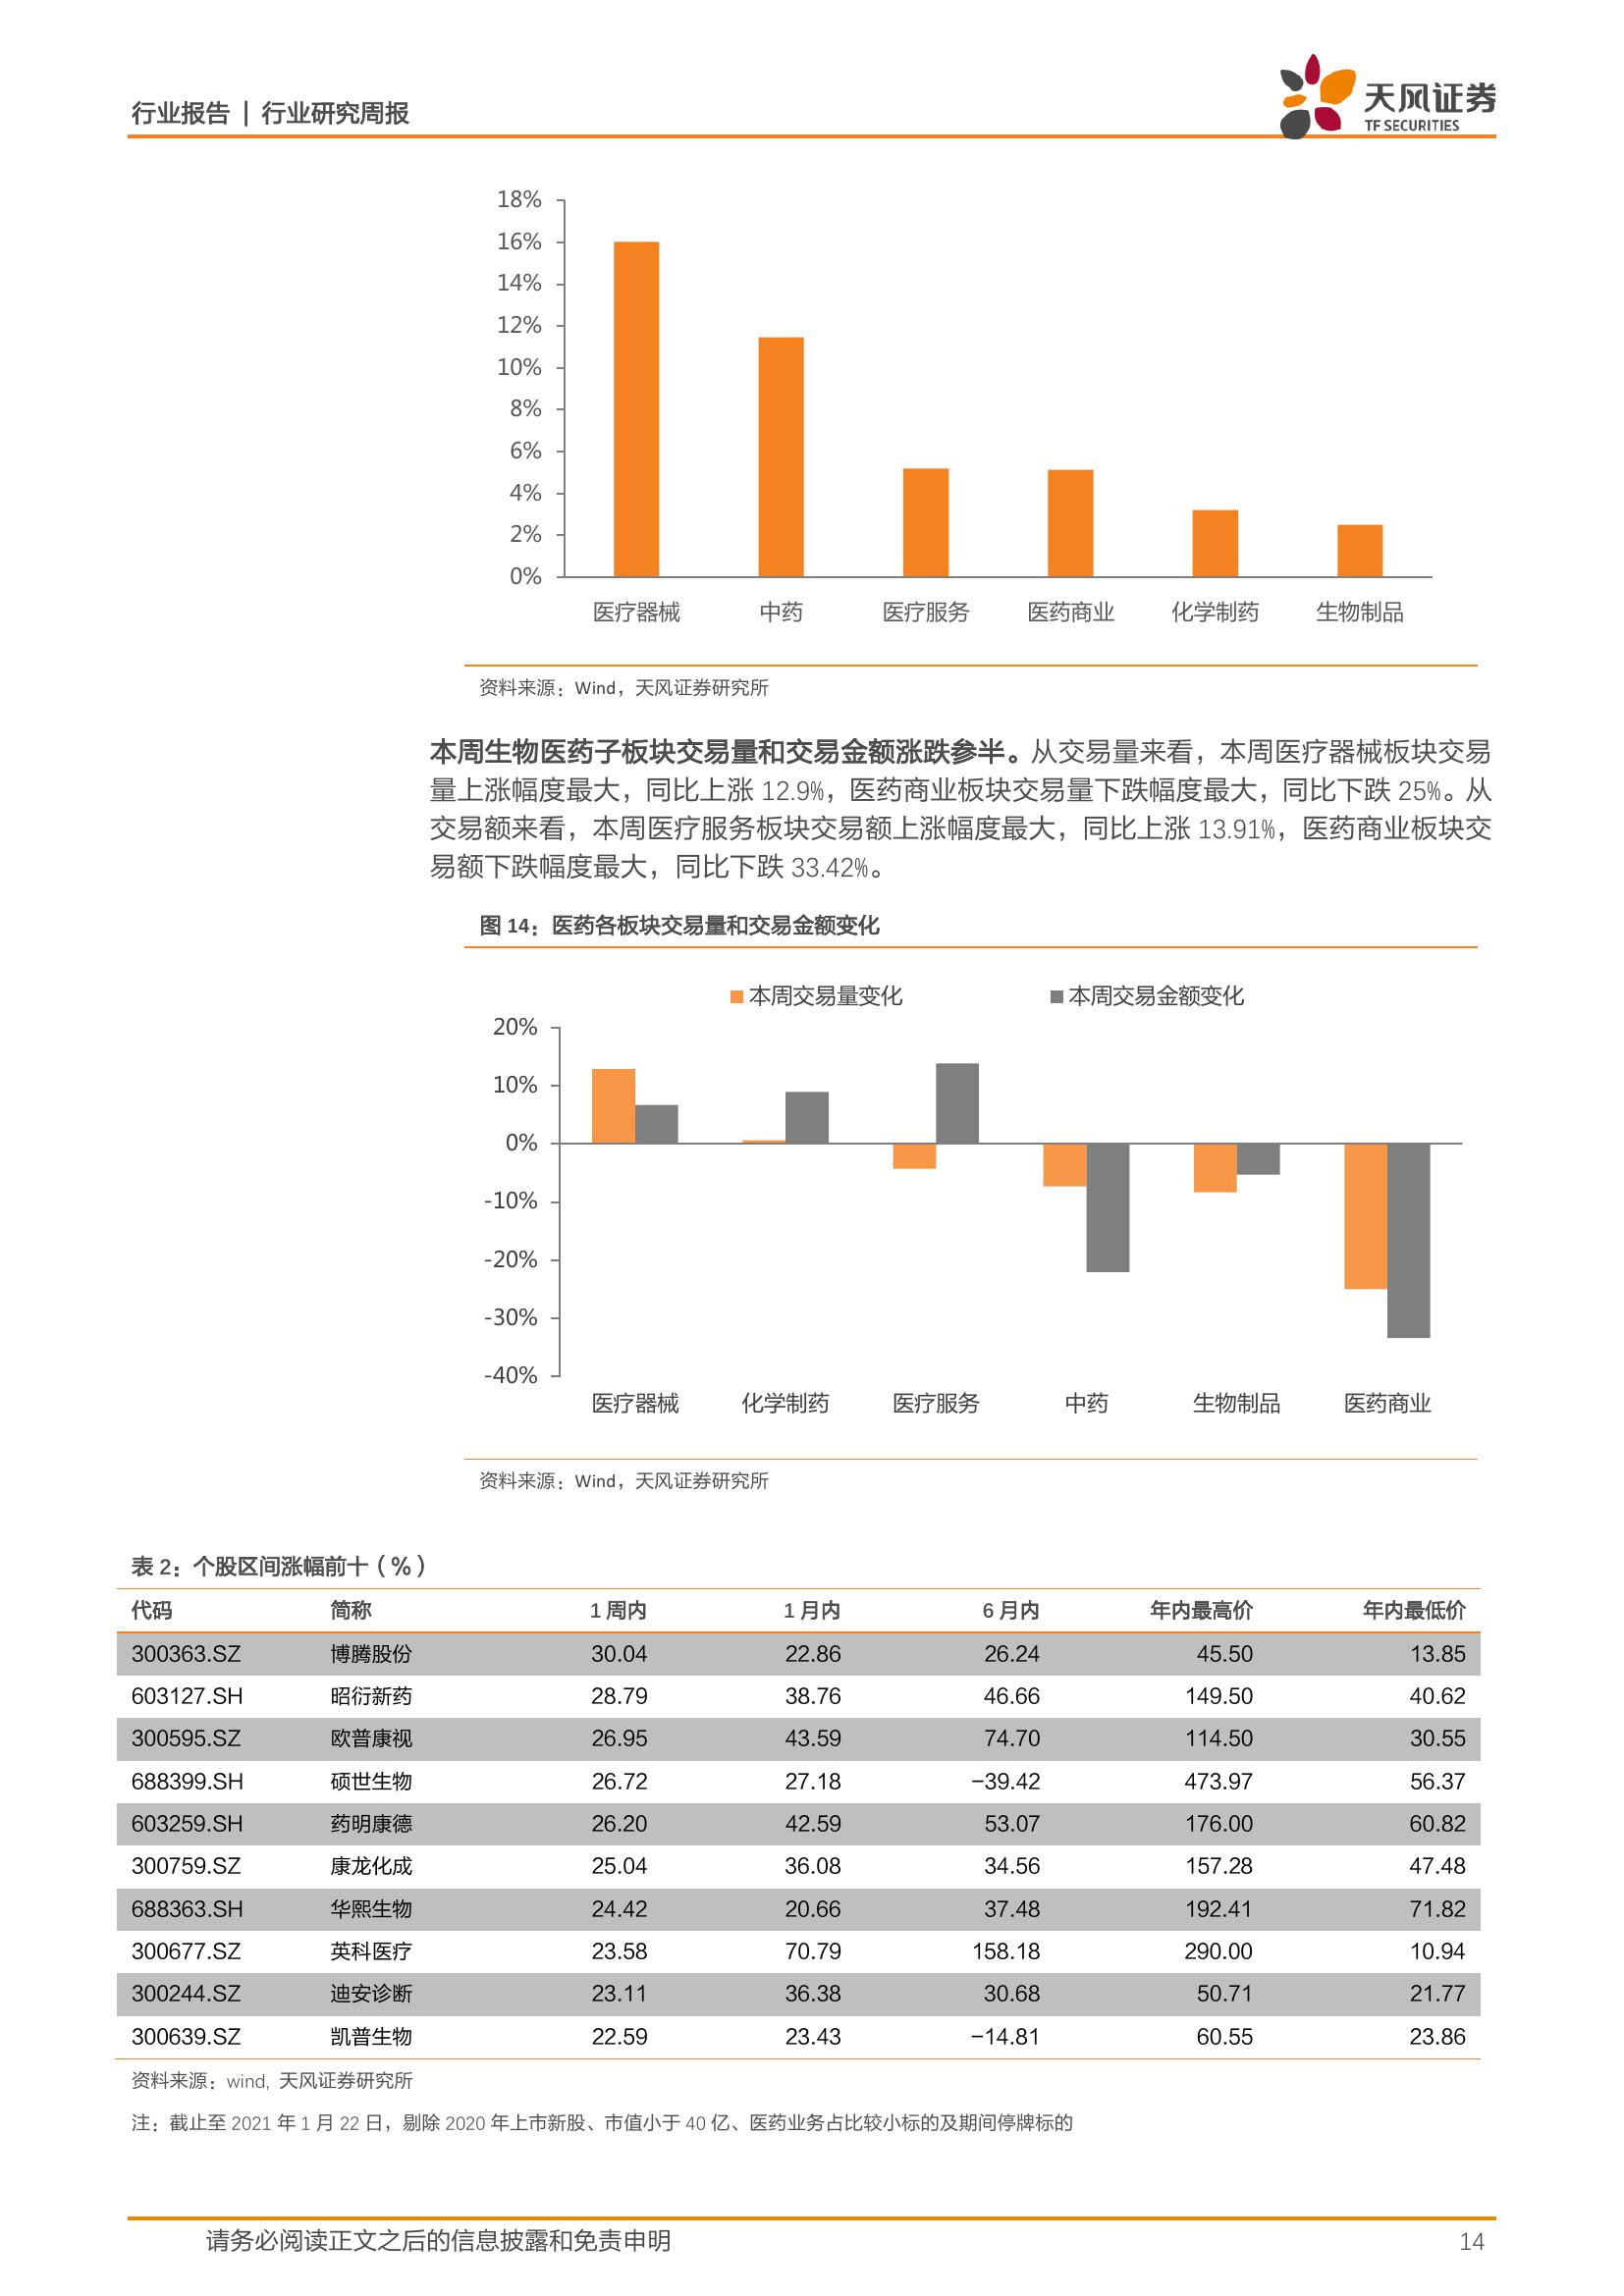 行业报告 | 行业研究周报
天风证券
TF SECURITIES
18%
16%
14%
12%
10%
8%
6%
4%
2%
0%
医疗器械 中药 医疗服务 医药商业 化学制药 生物制品
资料来源：Wind，天风证券研究所
本周生物医药子板块交易量和交易金额涨跌参半。从交易量来看，本周医疗器械板块交易
量上涨幅度最大，同比上涨 12.9%，医药商业板块交易量下跌幅度最大，同比下跌 25%。从
交易额来看，本周医疗服务板块交易额上涨幅度最大，同比上涨 13.91%，医药商业板块交
易额下跌幅度最大，同比下跌 33.42%。
图 14：医药各板块交易量和交易金额变化
本周交易量变化 本周交易金额变化
20%
10%
0%
-10%
-20%
-30%
-40%
医疗器械 化学制药 医疗服务 中药 生物制品 医药商业
资料来源：Wind，天风证券研究所
表 2：个股区间涨幅前十（%）
代码 简称 1 周内 1 月内 6 月内 年内最高价 年内最低价
300363.SZ 博腾股份 30.04 22.86 26.24 45.50 13.85
603127.SH 昭衍新药 28.79 38.76 46.66 149.50 40.62
300595.SZ 欧普康视 26.95 43.59 74.70 114.50 30.55
688399.SH 硕世生物 26.72 27.18 -39.42 473.97 56.37
603259.SH 药明康德 26.20 42.59 53.07 176.00 60.82
300759.SZ 康龙化成 25.04 36.08 34.56 157.28 47.48
688363.SH 华熙生物 24.42 20.66 37.48 192.41 71.82
300677.SZ 英科医疗 23.58 70.79 158.18 290.00 10.94
300244.SZ 迪安诊断 23.11 36.38 30.68 50.71 21.77
300639.SZ 凯普生物 22.59 23.43 -14.81 60.55 23.86
资料来源：wind, 天风证券研究所
注：截止至 2021 年 1 月 22 日，剔除 2020 年上市新股、市值小于 40 亿、医药业务占比较小标的及期间停牌标的
请务必阅读正文之后的信息披露和免责申明 14